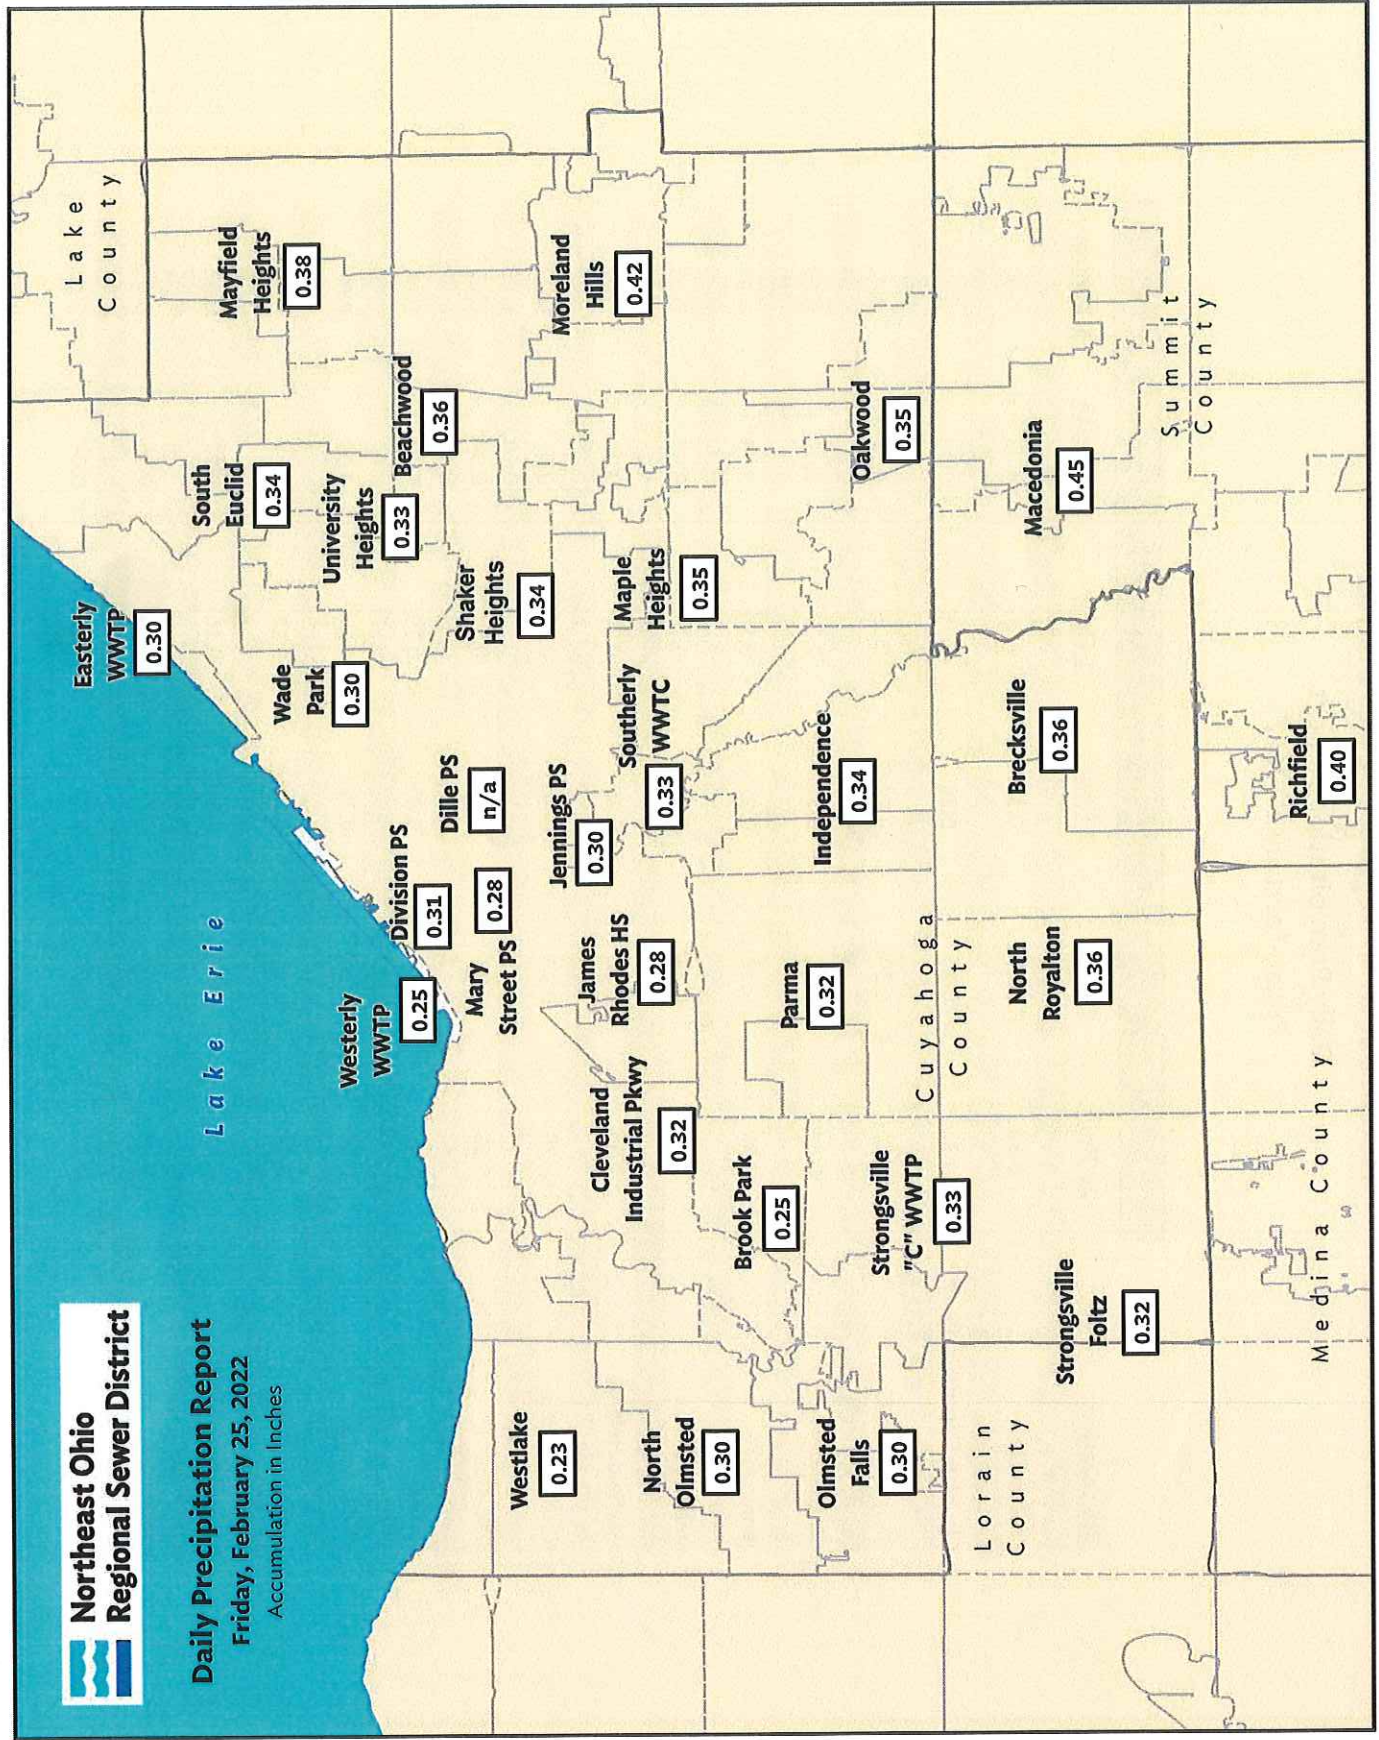 Northeast Ohio
Regional Sewer District
Daily Precipitation Report
Friday, February 25, 2022
Accumulation in Inches
Lake Erie
Lake
County
Easterly
WWTP
0.30
Mayfield
Heights
0.38
South
Euclid
0.34
Wade
Park
0.30
University
Heights
0.33
Beachwood
0.36
Westerly
WWTP
0.25
Division PS
0.31
Dille PS
n/a
Mary
Street PS
0.28
Shaker
Heights
0.34
Moreland
Hills
0.42
Westlake
0.23
Jennings PS
0.30
James
Rhodes HS
0.28
Cleveland
Industrial Pkwy
0.32
Southerly
WWTC
0.33
Maple
Heights
0.35
North
Olmsted
0.30
Brook Park
0.25
Parma
0.32
Independence
0.34
Oakwood
0.35
Olmsted
Falls
0.30
Strongsville
"C" WWTP
0.33
Cuyahoga
County
Lorain
County
Strongsville
Foltz
0.32
North
Royalton
0.36
Brecksville
0.36
Macedonia
0.45
Summit
County
Medina County
Richfield
0.40